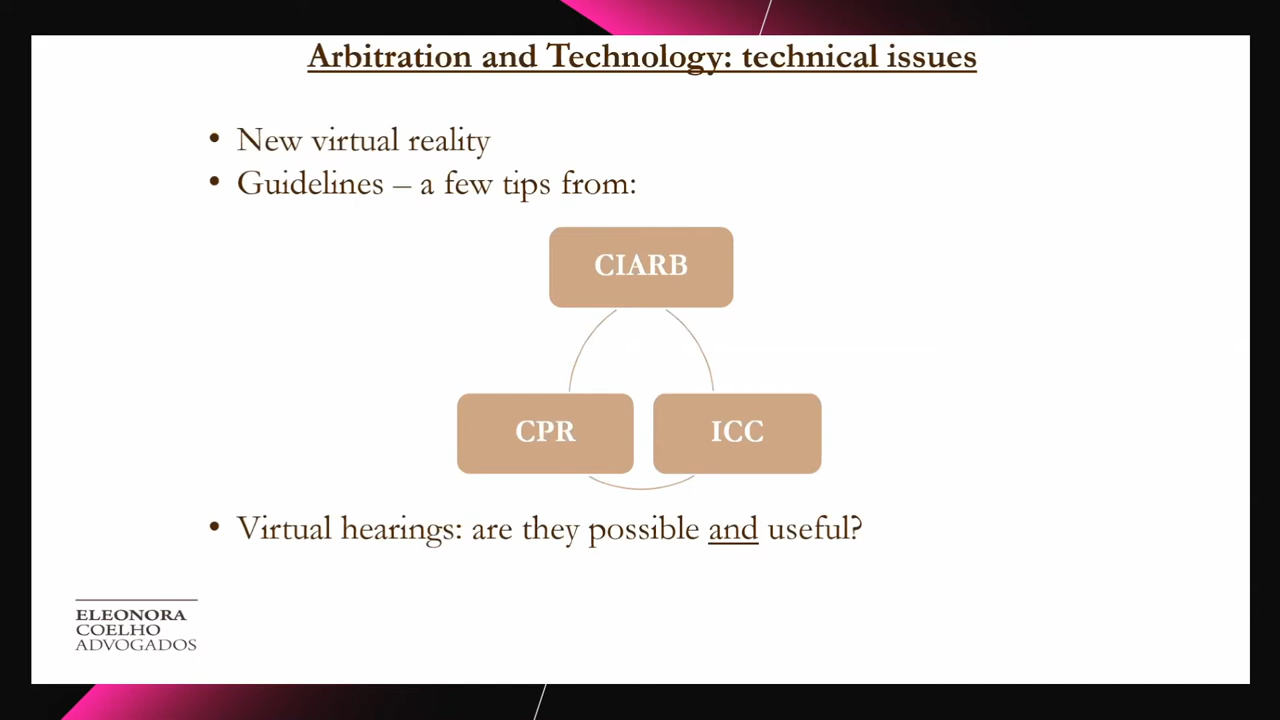 Arbitration and Technology: technical issues
• New virtual reality
• Guidelines – a few tips from:
CIARB
CPR
ICC
• Virtual hearings: are they possible and useful?
ELEONORA
COELHO
ADVOGADOS